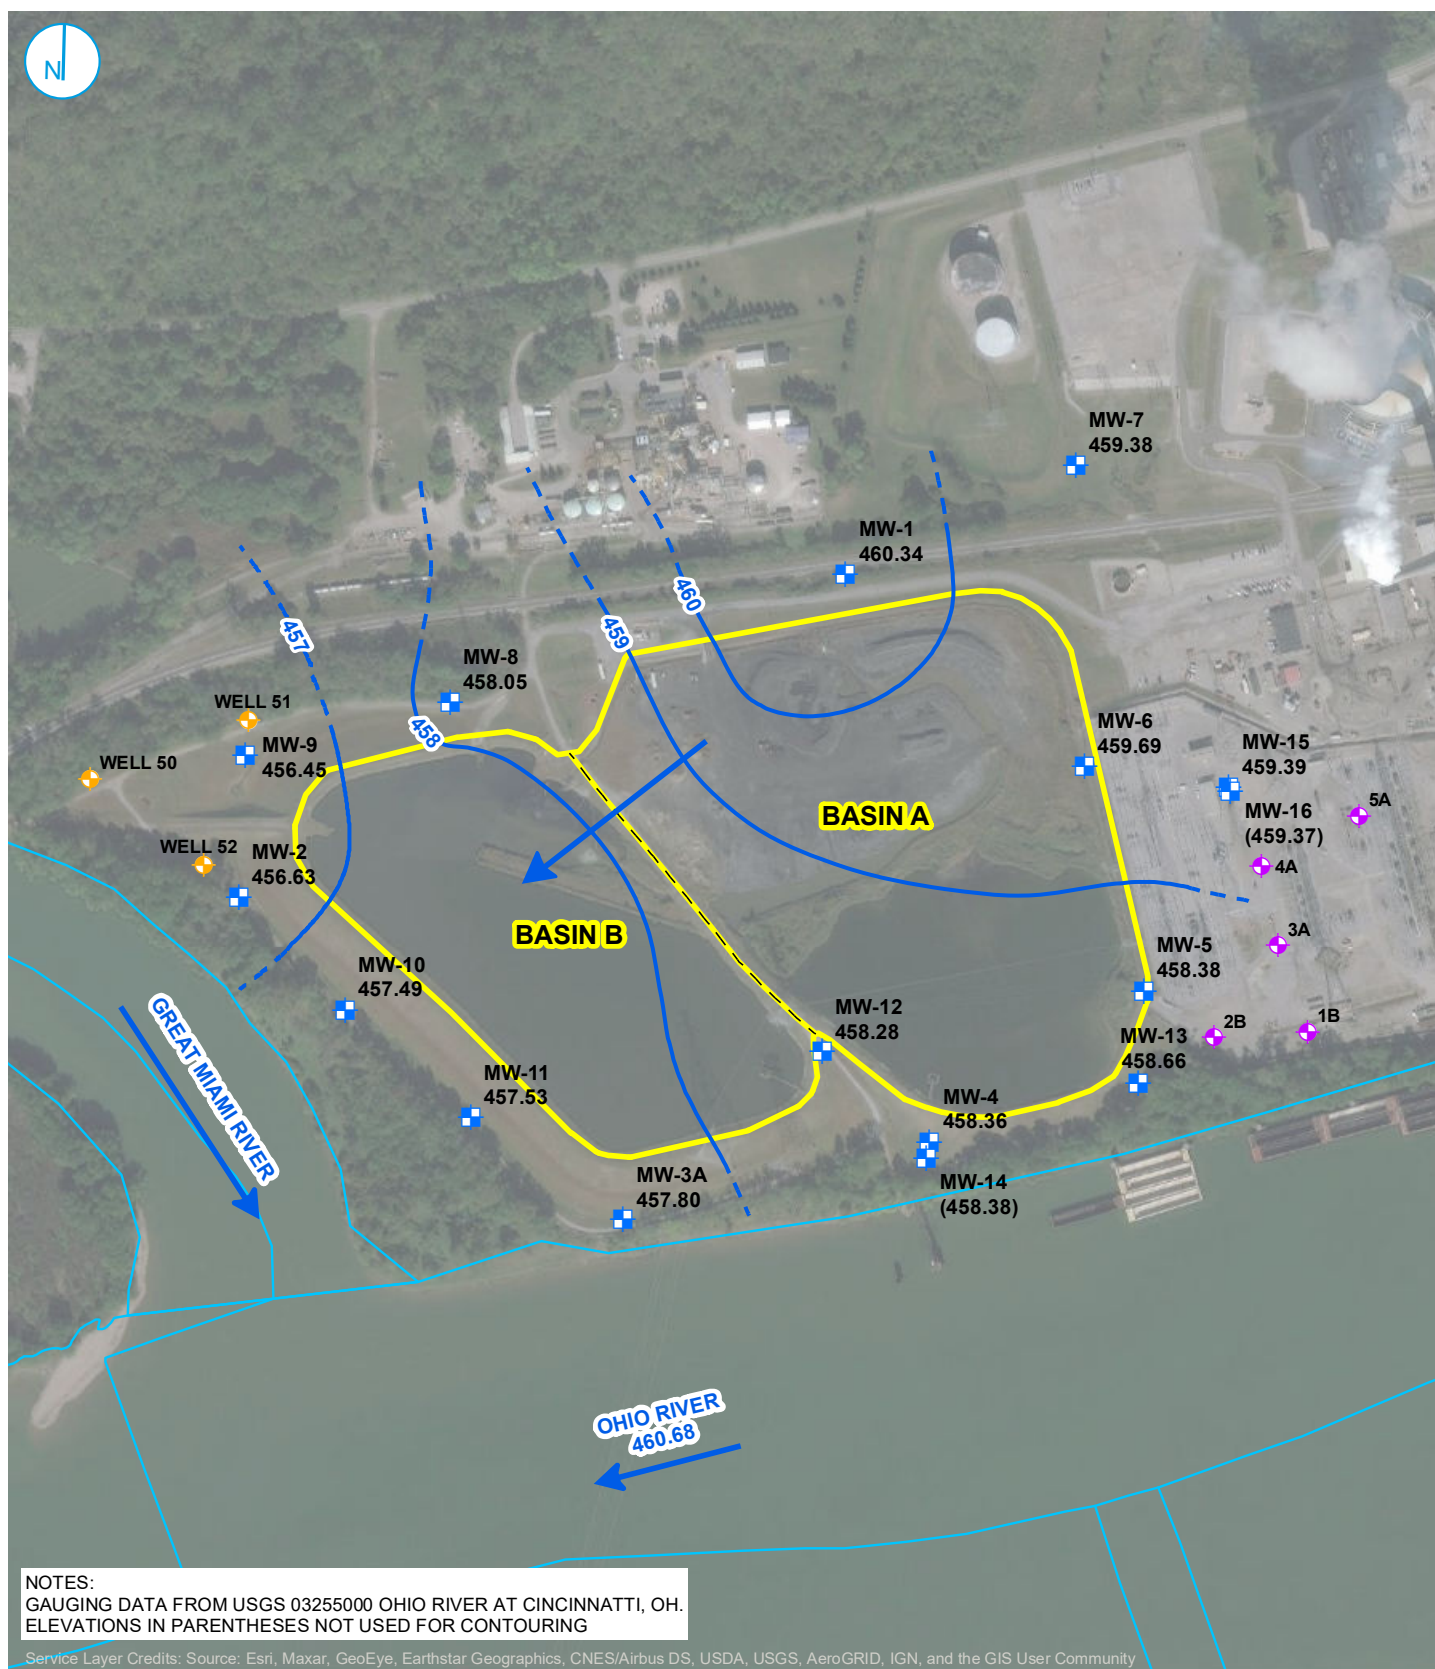 N
MW-7
459.38
MW-1
460.34
460
459
457
MW-8
458.05
458
WELL 51
MW-9
456.45
WELL 50
MW-6
459.69
MW-15
459.39
5A
MW-16
(459.37)
4A
BASIN A
WELL 52
MW-2
456.63
BASIN B
3A
MW-5
458.38
MW-10
457.49
MW-12
458.28
2B
1B
MW-13
458.66
GREAT MIAMI RIVER
MW-11
457.53
MW-4
458.36
MW-3A
457.80
MW-14
(458.38)
OHIO RIVER
460.68
NOTES:
GAUGING DATA FROM USGS 03255000 OHIO RIVER AT CINCINNATTI, OH.
ELEVATIONS IN PARENTHESES NOT USED FOR CONTOURING
Service Layer Credits: Source: Esri, Maxar, GeoEye, Earthstar Geographics, CNES/Airbus DS, USDA, USGS, AeroGRID, IGN, and the GIS User Community